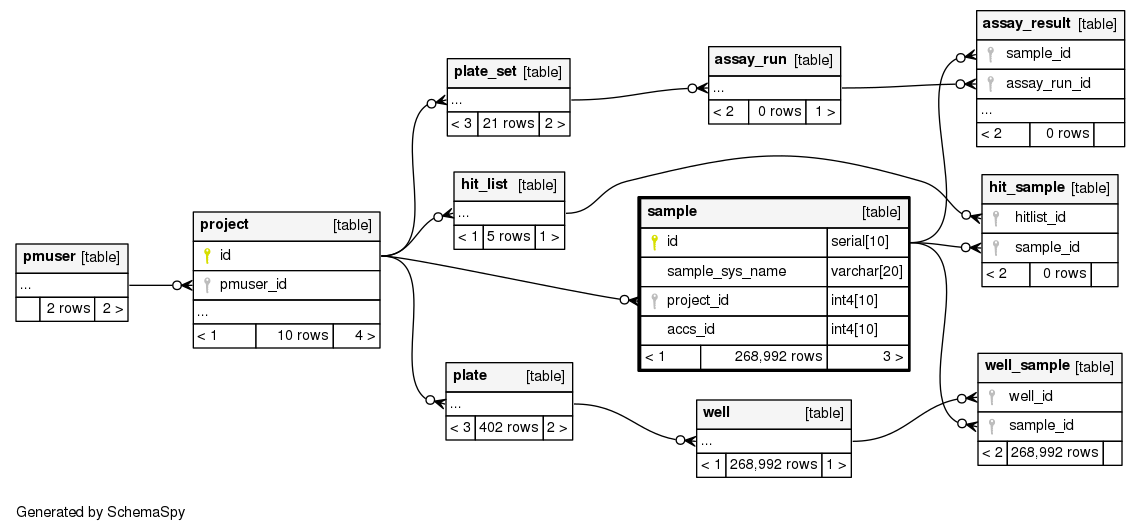 pmuser [table]
...
2 rows 2 >
project [table]
id
pmuser_id
...
< 1 10 rows 4 >
plate_set [table]
...
< 3 21 rows 2 >
hit_list [table]
...
< 1 5 rows 1 >
plate [table]
...
< 3 402 rows 2 >
assay_run [table]
...
< 2 0 rows 1 >
sample [table]
id serial[10]
sample_sys_name varchar[20]
project_id int4[10]
accs_id int4[10]
< 1 268,992 rows 3 >
well [table]
...
< 1 268,992 rows 1 >
assay_result [table]
sample_id
assay_run_id
...
< 2 0 rows
hit_sample [table]
hitlist_id
sample_id
< 2 0 rows
well_sample [table]
well_id
sample_id
< 2 268,992 rows
Generated by SchemaSpy